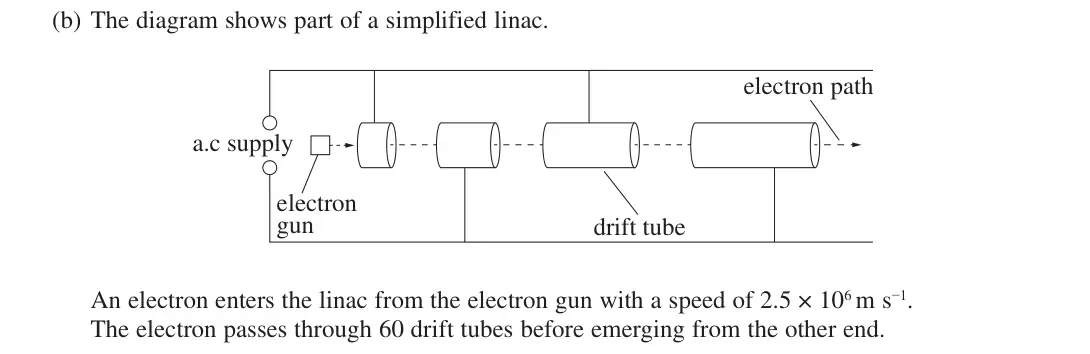 (b) The diagram shows part of a simplified linac.
electron path
a.c supply
electron
gun
drift tube
An electron enters the linac from the electron gun with a speed of 2.5 × 10⁶ m s⁻¹.
The electron passes through 60 drift tubes before emerging from the other end.